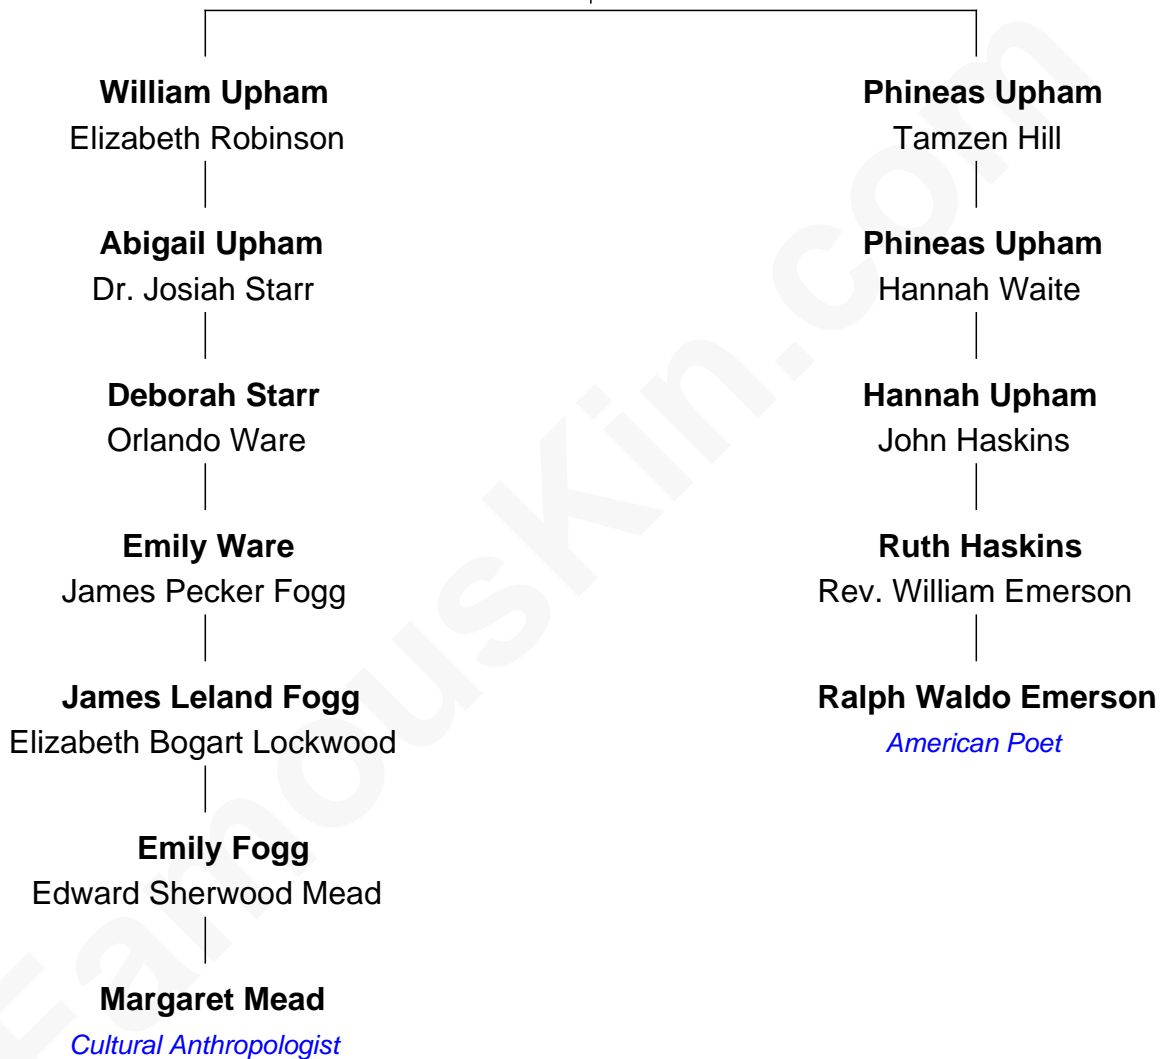 William Upham
Elizabeth Robinson
Abigail Upham
Dr. Josiah Starr
Deborah Starr
Orlando Ware
Emily Ware
James Pecker Fogg
James Leland Fogg
Elizabeth Bogart Lockwood
Emily Fogg
Edward Sherwood Mead
Margaret Mead
Cultural Anthropologist
Phineas Upham
Tamzen Hill
Phineas Upham
Hannah Waite
Hannah Upham
John Haskins
Ruth Haskins
Rev. William Emerson
Ralph Waldo Emerson
American Poet
FamousKin.com